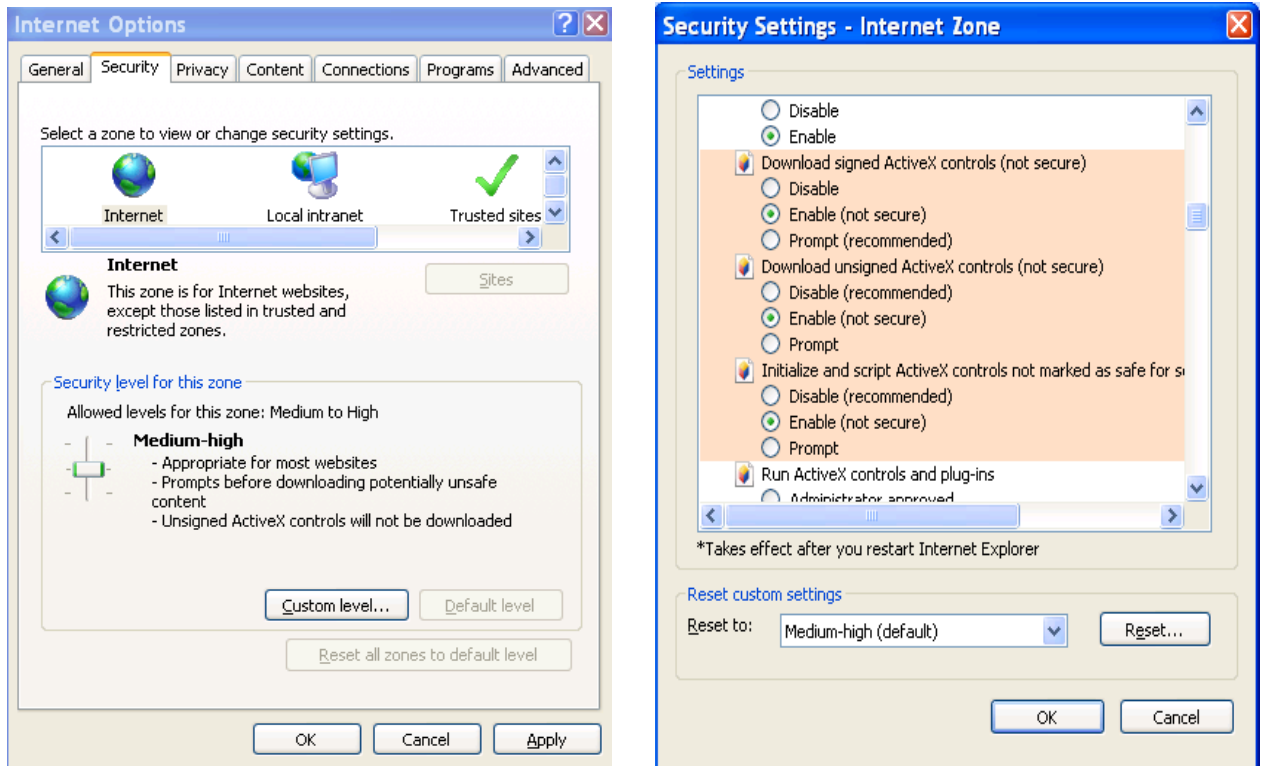 Internet Options
General Security Privacy Content Connections Programs Advanced
Select a zone to view or change security settings.
Internet Local intranet Trusted sites
Internet
Sites
This zone is for Internet websites,
except those listed in trusted and
restricted zones.
Security level for this zone
Allowed levels for this zone: Medium to High
Medium-high
- Appropriate for most websites
- Prompts before downloading potentially unsafe
content
- Unsigned ActiveX controls will not be downloaded
Custom level... Default level
Reset all zones to default level
OK Cancel Apply
Security Settings - Internet Zone
Settings
Disable
Enable
Download signed ActiveX controls (not secure)
Disable
Enable (not secure)
Prompt (recommended)
Download unsigned ActiveX controls (not secure)
Disable (recommended)
Enable (not secure)
Prompt
Initialize and script ActiveX controls not marked as safe for
Disable (recommended)
Enable (not secure)
Prompt
Run ActiveX controls and plug-ins
Administrator approved
*Takes effect after you restart Internet Explorer
Reset custom settings
Reset to: Medium-high (default) Reset...
OK Cancel